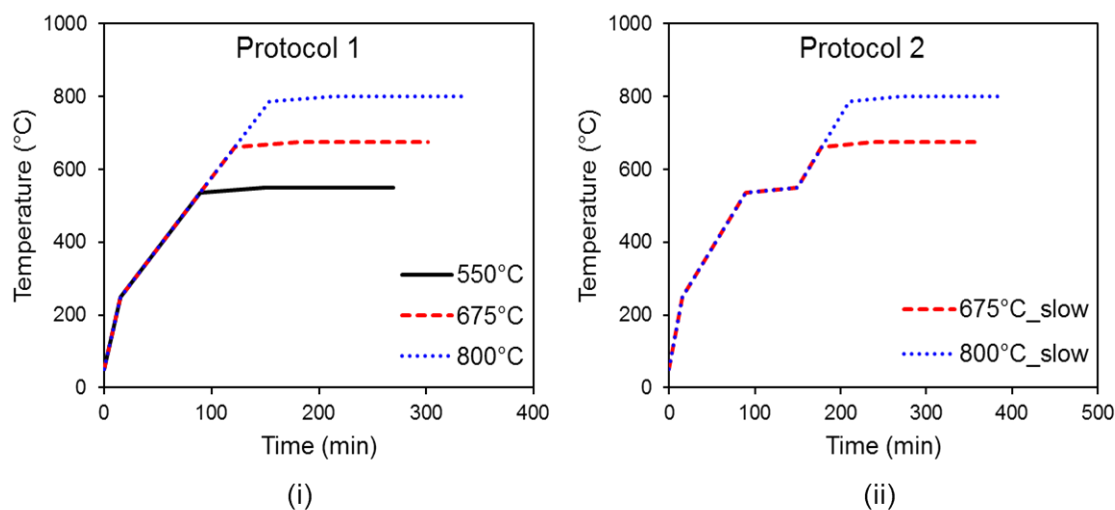 Protocol 1
Temperature (°C)
1000
800
600
400
200
0
0 100 200 300 400
Time (min)
550°C
675°C
800°C
(i)
Protocol 2
Temperature (°C)
1000
800
600
400
200
0
0 100 200 300 400 500
Time (min)
675°C_slow
800°C_slow
(ii)